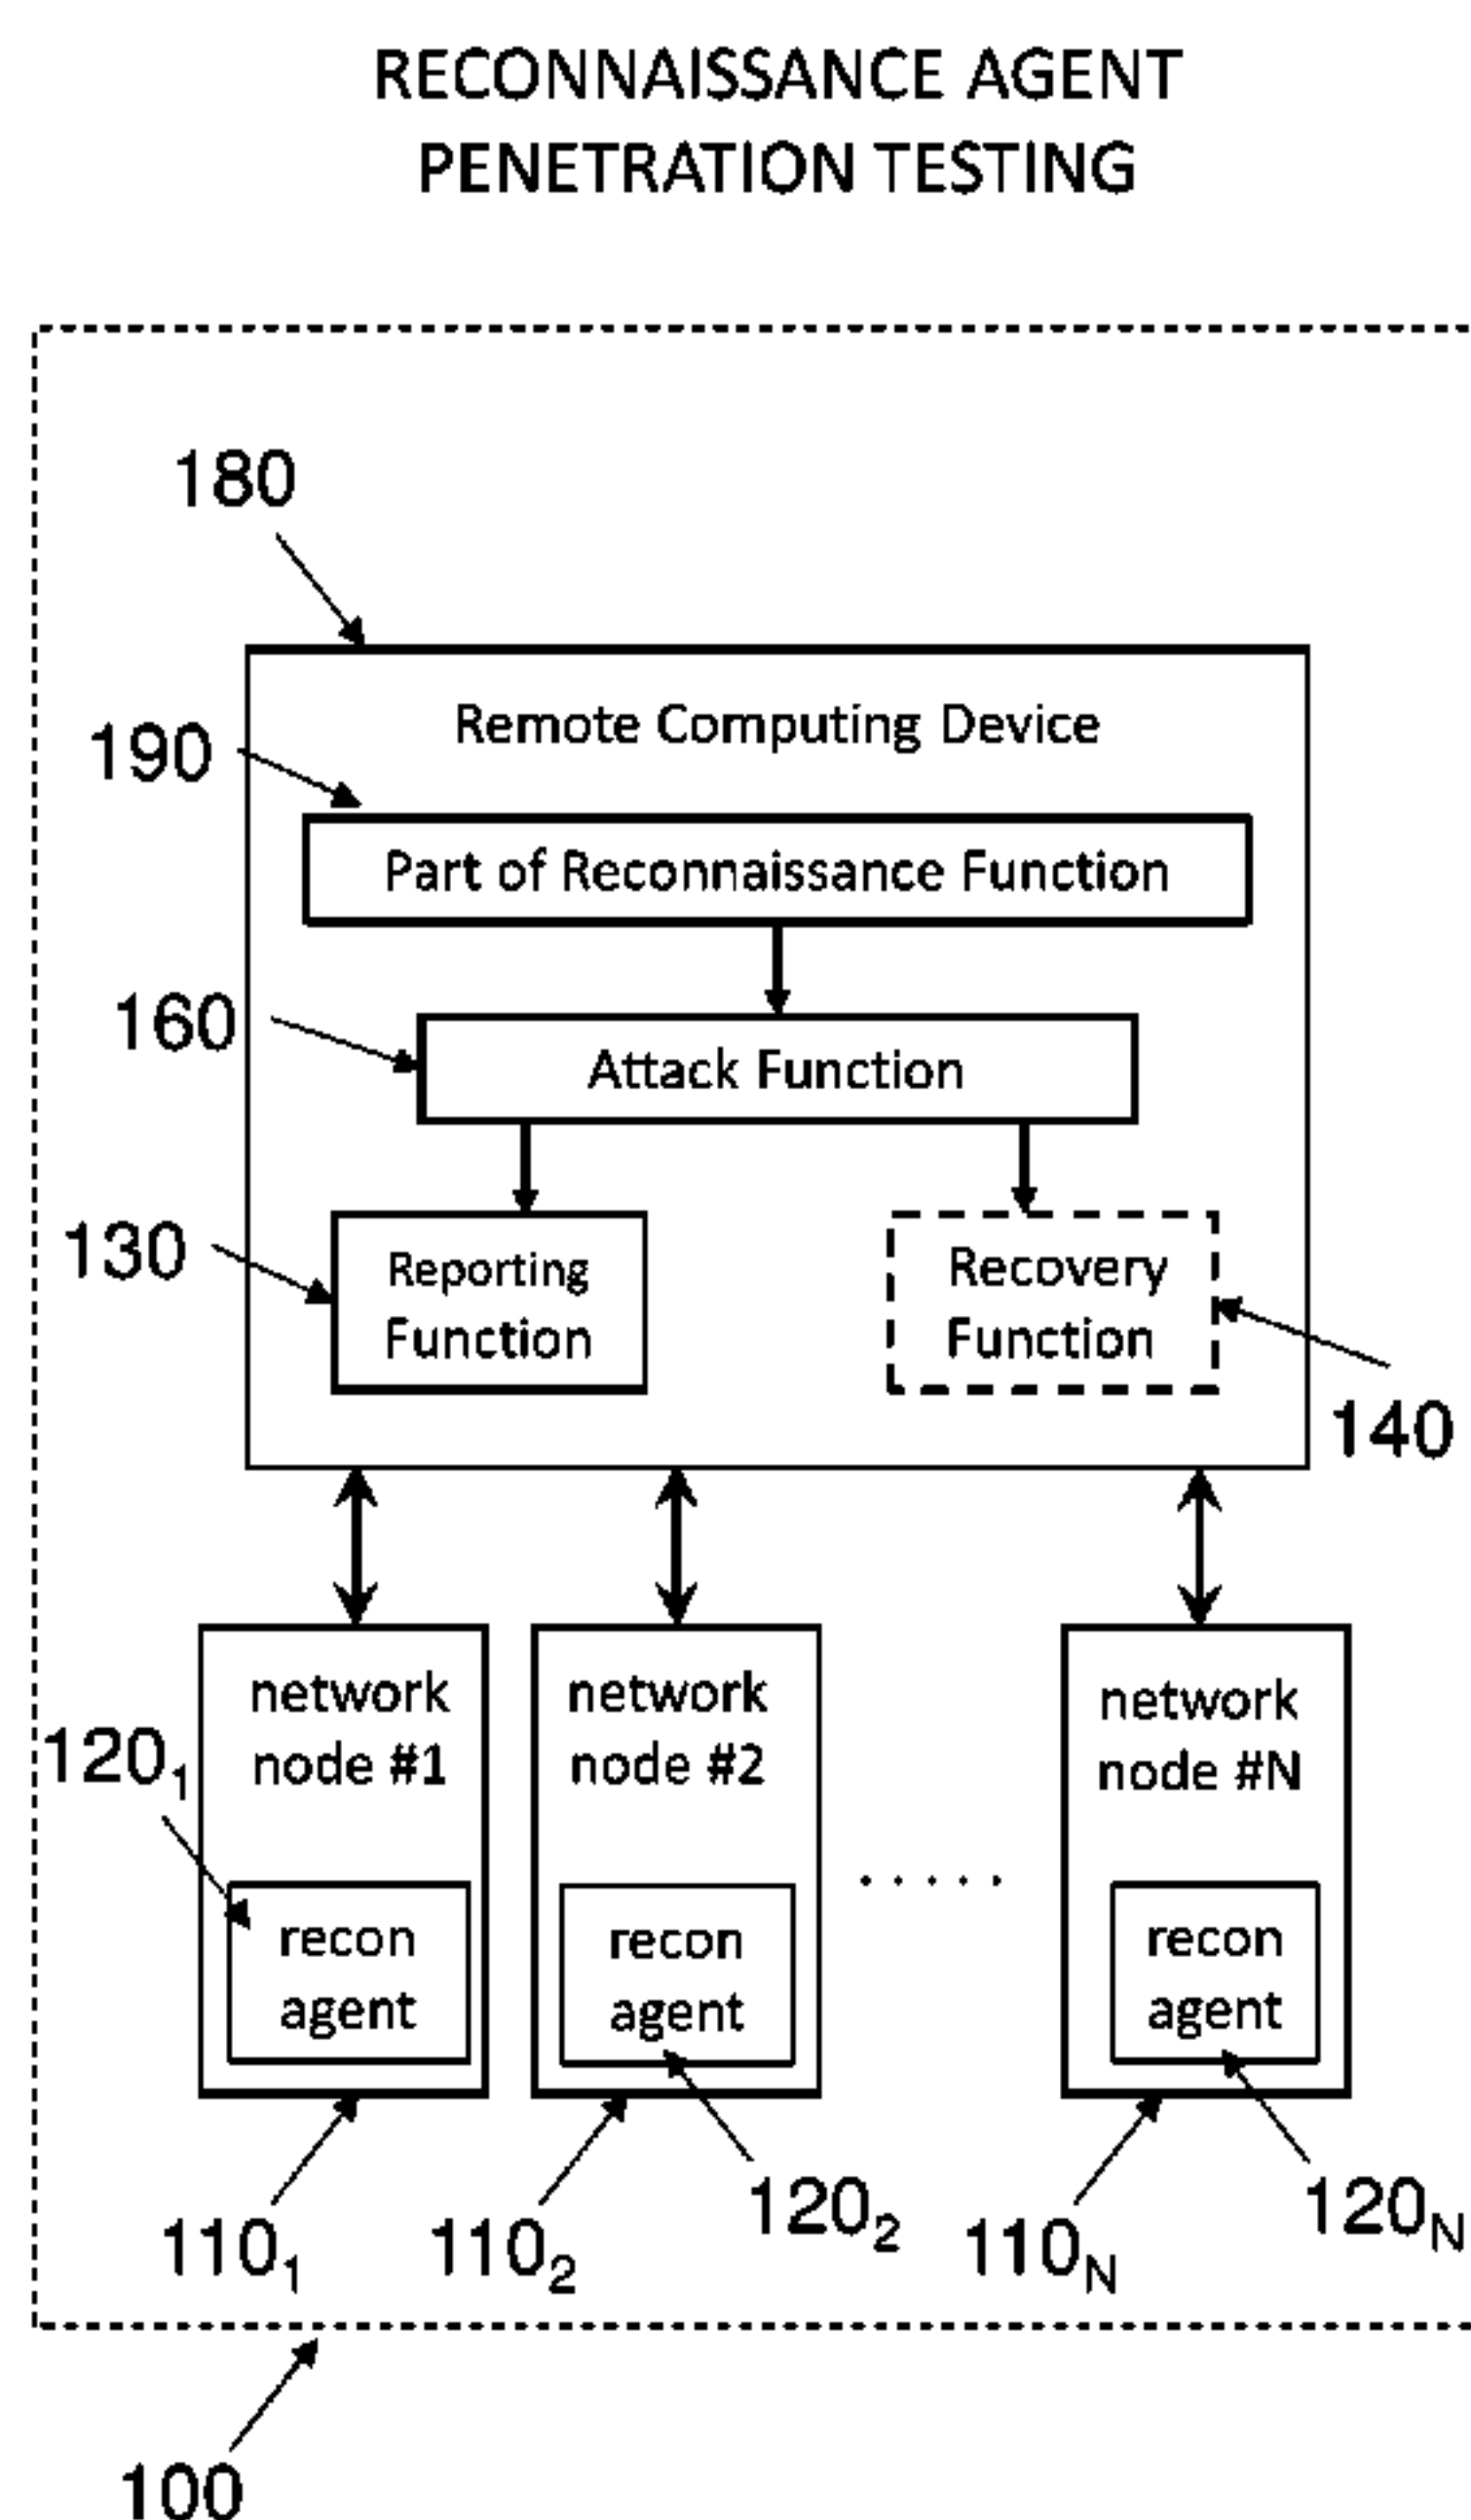 RECONNAISSANCE AGENT
PENETRATION TESTING
180
Remote Computing Device
190
Part of Reconnaissance Function
160
Attack Function
130
Reporting
Function
Recovery
Function
140
network
node #1
network
node #2
network
node #N
120₁
.....
recon
agent
recon
agent
recon
agent
110₁
110₂
120₂
110N
120N
100